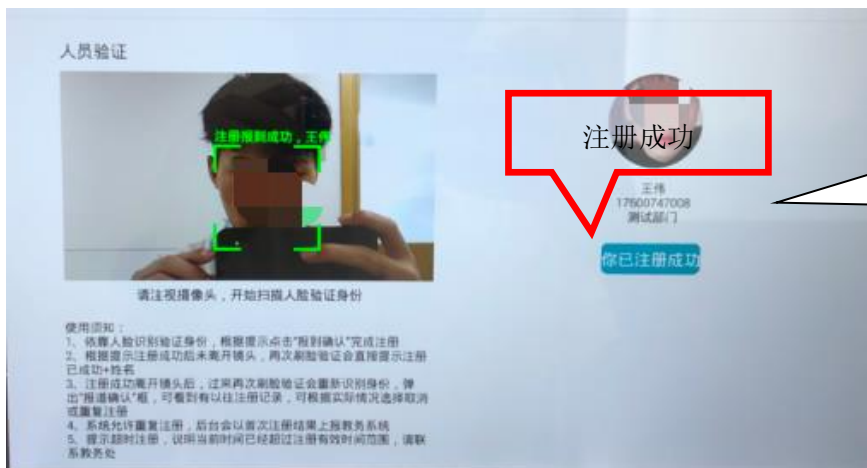 人员验证
注册报到成功，王伟
注册成功
王伟
17600747008
测试部门
你已注册成功
请注视摄像头，开始扫描人脸验证身份
使用须知：
1、依靠人脸识别验证身份，根据提示点击“报到确认”完成注册
2、根据提示注册成功后未离开镜头，再次刷脸验证会直接提示注册
已成功+姓名
3、注册成功离开镜头后，过来再次刷脸验证会重新识别身份，弹
出“报道确认”框，可看到有以往注册记录，可根据实际情况选择取消
或重复注册
4、系统允许重复注册，后台会以首次注册结果上报教务系统
5、提示超时注册，说明当前时间已经超过注册有效时间范围，请联
系教务处